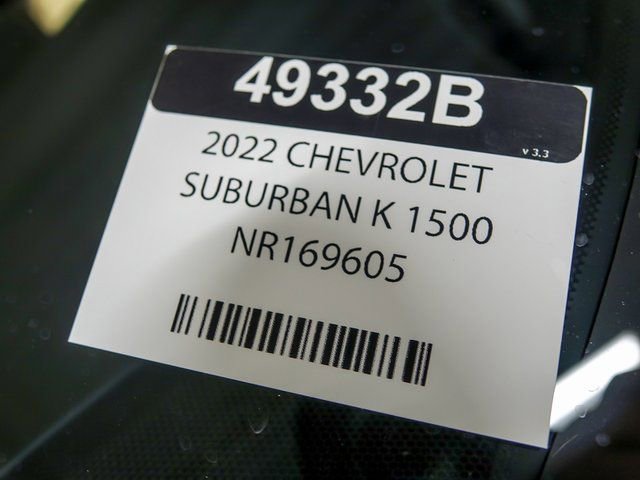 49332B
v 3.3
2022 CHEVROLET
SUBURBAN K 1500
NR169605